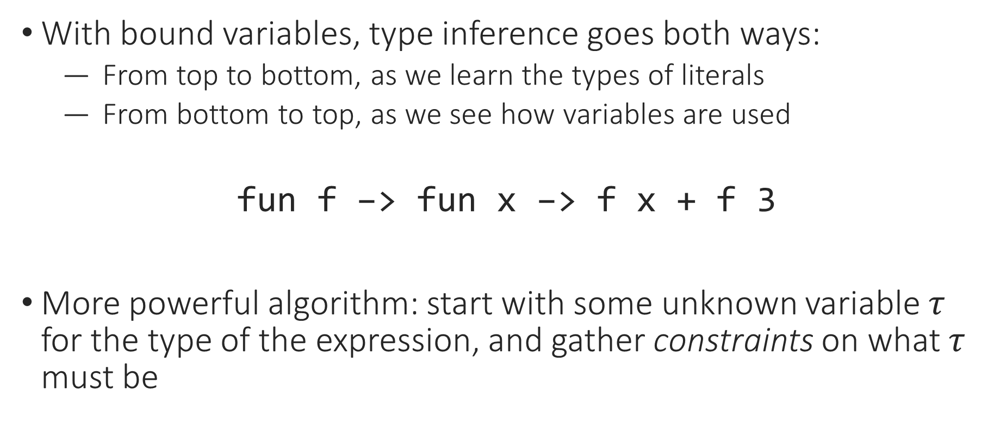 • With bound variables, type inference goes both ways:
— From top to bottom, as we learn the types of literals
— From bottom to top, as we see how variables are used
fun f -> fun x -> f x + f 3
• More powerful algorithm: start with some unknown variable τ
for the type of the expression, and gather constraints on what τ
must be